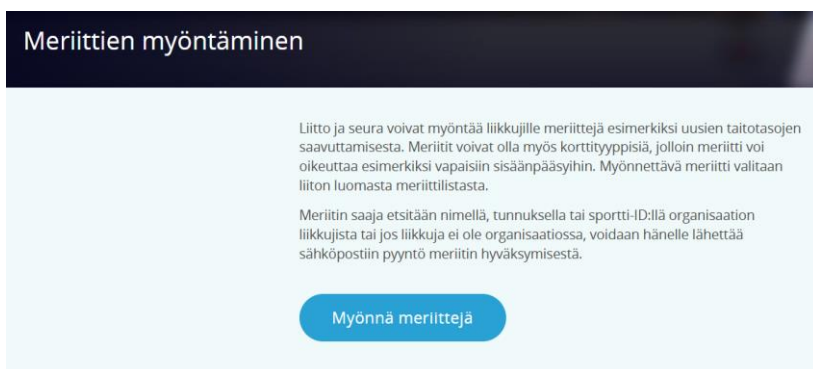 Meriittien myöntäminen
Liitto ja seura voivat myöntää liikkujille meriittejä esimerkiksi uusien taitotasojen
saavuttamisesta. Meriitit voivat olla myös korttityyppisiä, jolloin meriitti voi
oikeuttaa esimerkiksi vapaisiin sisäänpääsyihin. Myönnettävä meriitti valitaan
liiton luomasta meriittilistasta.
Meriitin saaja etsitään nimellä, tunnuksella tai sportti-ID:llä organisaation
liikkujista tai jos liikkuja ei ole organisaatiossa, voidaan hänelle lähettää
sähköpostiin pyyntö meriitin hyväksymisestä.
Myönnä meriittejä